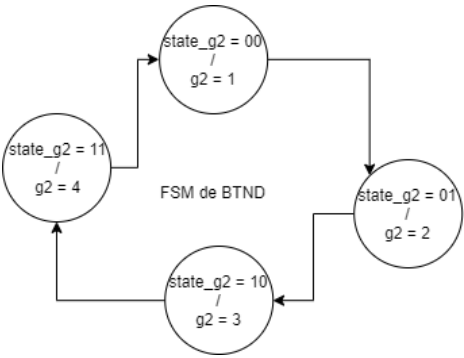 state_g2 = 00
/
g2 = 1
state_g2 = 11
/
g2 = 4
FSM de BTND
state_g2 = 01
/
g2 = 2
state_g2 = 10
/
g2 = 3